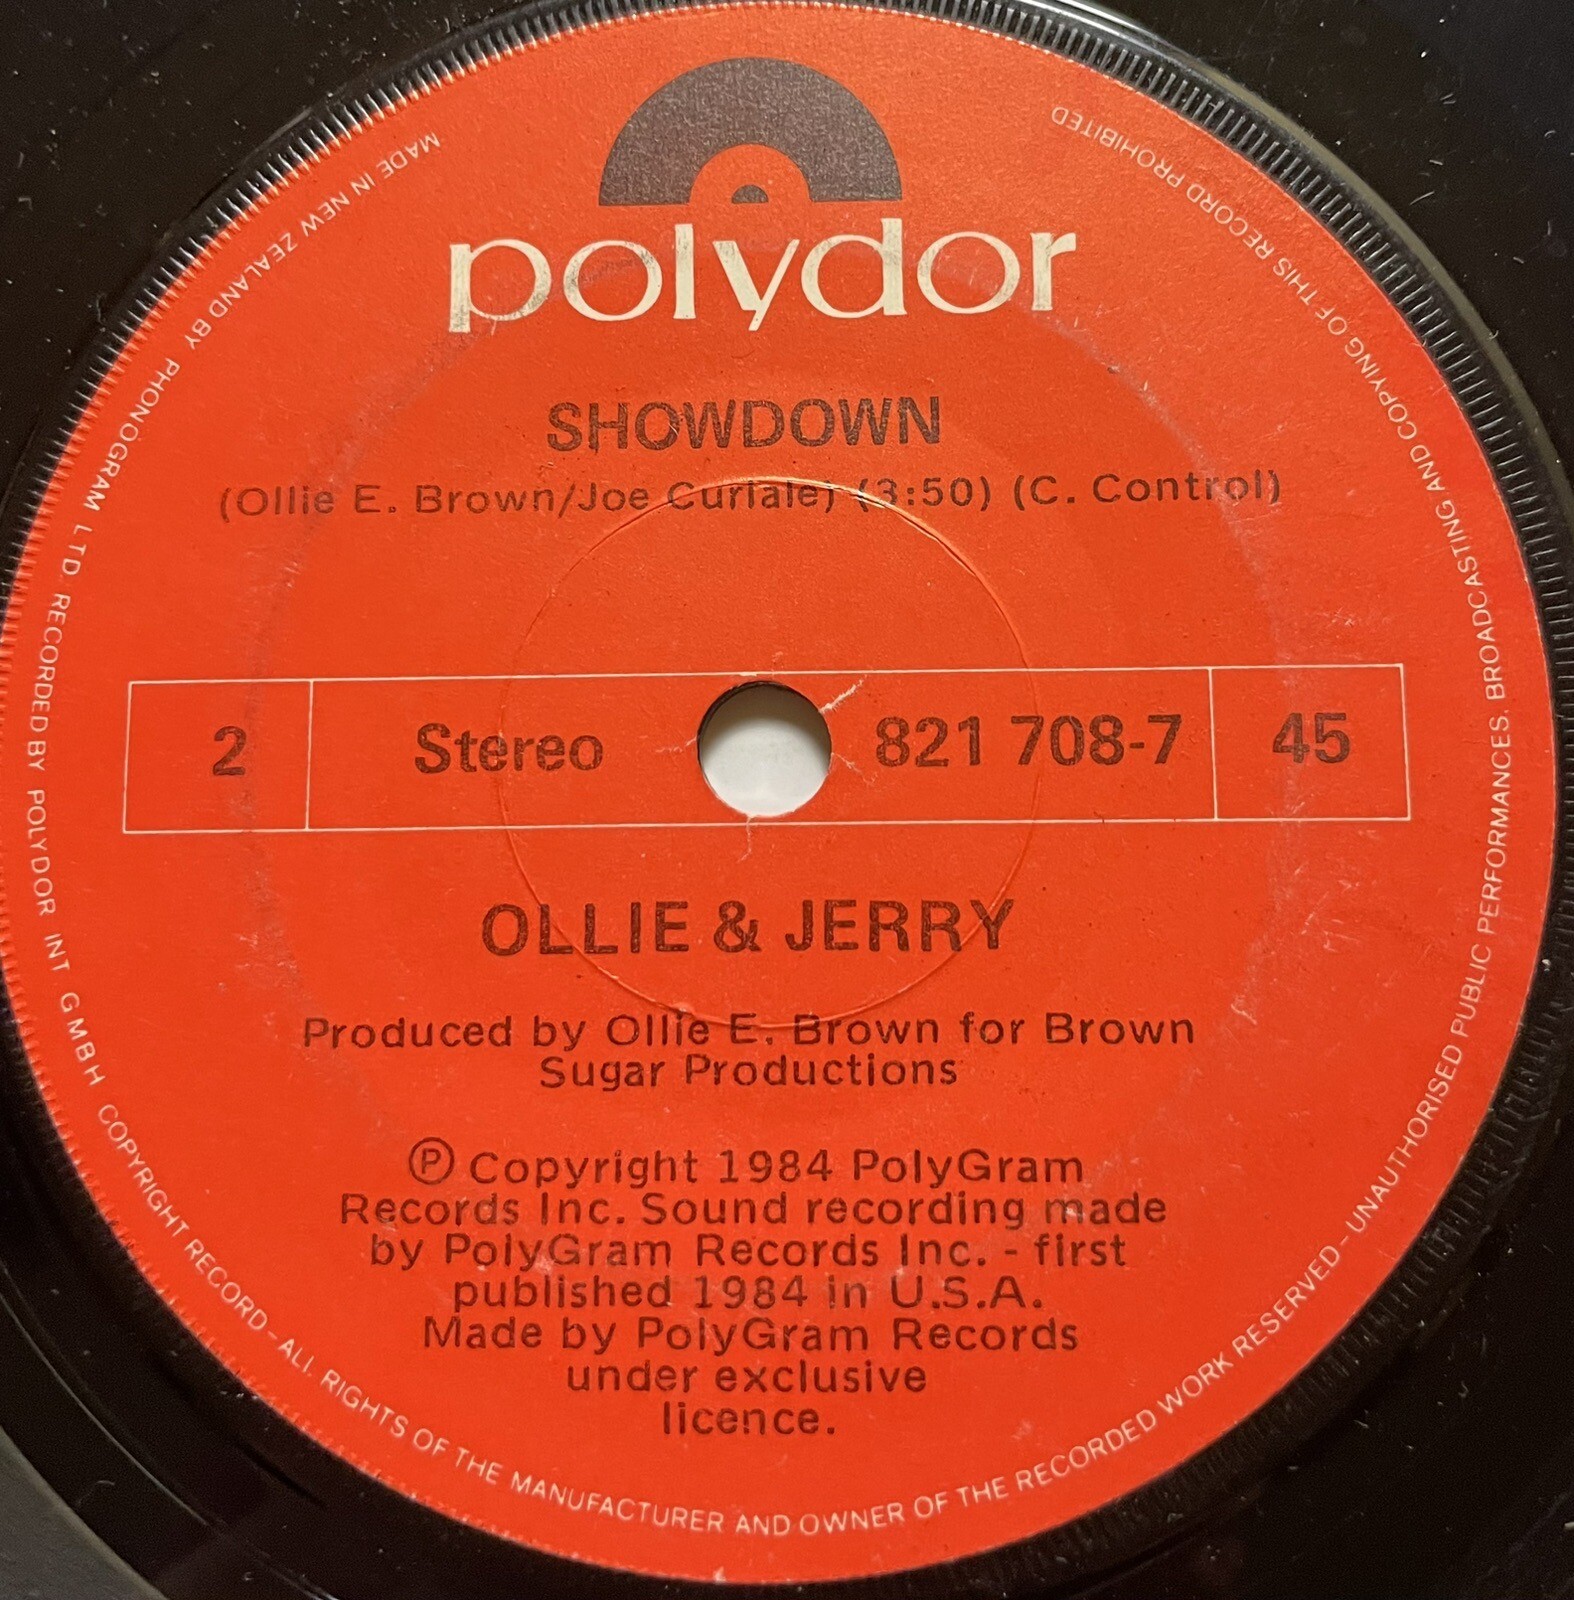 polydor
SHOWDOWN
(Ollie E. Brown/Joe Curiale) (3:50) (C. Control)
2 Stereo 821 708-7 45
OLLIE & JERRY
Produced by Ollie E. Brown for Brown
Sugar Productions
Ⓟ Copyright 1984 PolyGram
Records Inc. Sound recording made
by PolyGram Records Inc. - first
published 1984 in U.S.A.
Made by PolyGram Records
under exclusive
licence.
MADE IN NEW ZEALAND BY PHONOGRAM LTD. RECORDED BY POLYDOR INT GMBH COPYRIGHT RECORD - ALL RIGHTS OF THE MANUFACTURER AND OWNER OF THE RECORDED WORK RESERVED - UNAUTHORISED PUBLIC PERFORMANCES. BROADCASTING AND COPYING OF THIS RECORD PROHIBITED